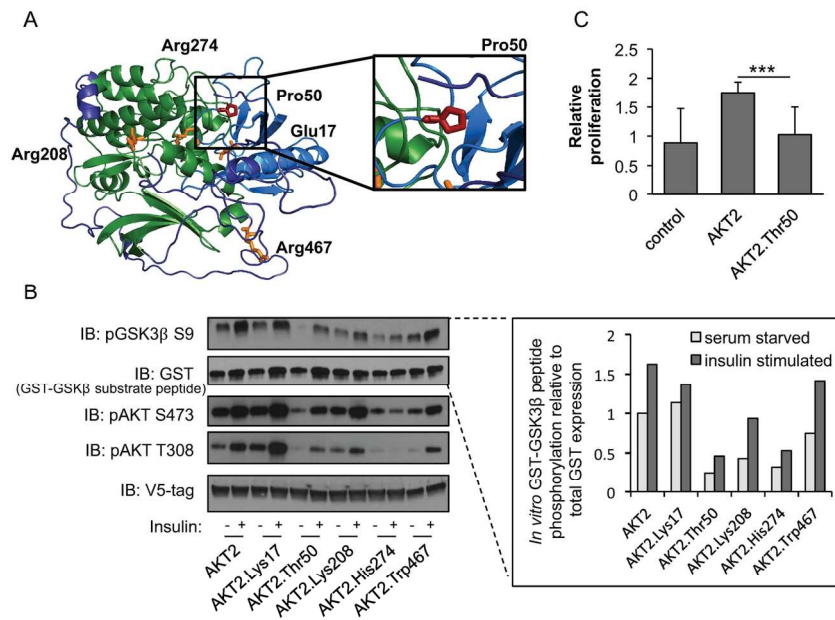 A
Arg274
Pro50
Pro50
Glu17
Arg208
Arg467
C
Relative
proliferation
2.5
2
1.5
1
0.5
0
***
control
AKT2
AKT2.Thr50
B
IB: pGSK3β S9
IB: GST
(GST-GSKβ substrate peptide)
IB: pAKT S473
IB: pAKT T308
IB: V5-tag
Insulin: - + - + - + - + - + - +
AKT2
AKT2.Lys17
AKT2.Thr50
AKT2.Lys208
AKT2.His274
AKT2.Trp467
In vitro GST-GSK3β peptide
phosphorylation relative to
total GST expression
2
1.5
1
0.5
0
serum starved
insulin stimulated
AKT2
AKT2.Lys17
AKT2.Thr50
AKT2.Lys208
AKT2.His274
AKT2.Trp467